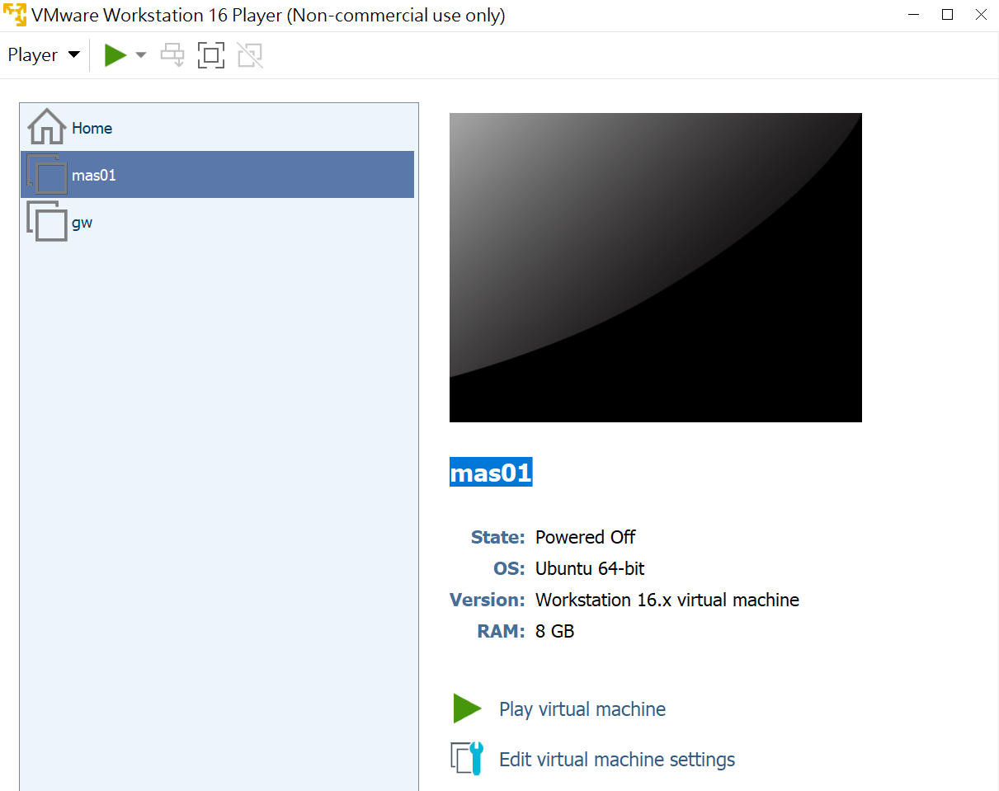 VMware Workstation 16 Player (Non-commercial use only)
Player
Home
mas01
gw
mas01
State: Powered Off
OS: Ubuntu 64-bit
Version: Workstation 16.x virtual machine
RAM: 8 GB
Play virtual machine
Edit virtual machine settings